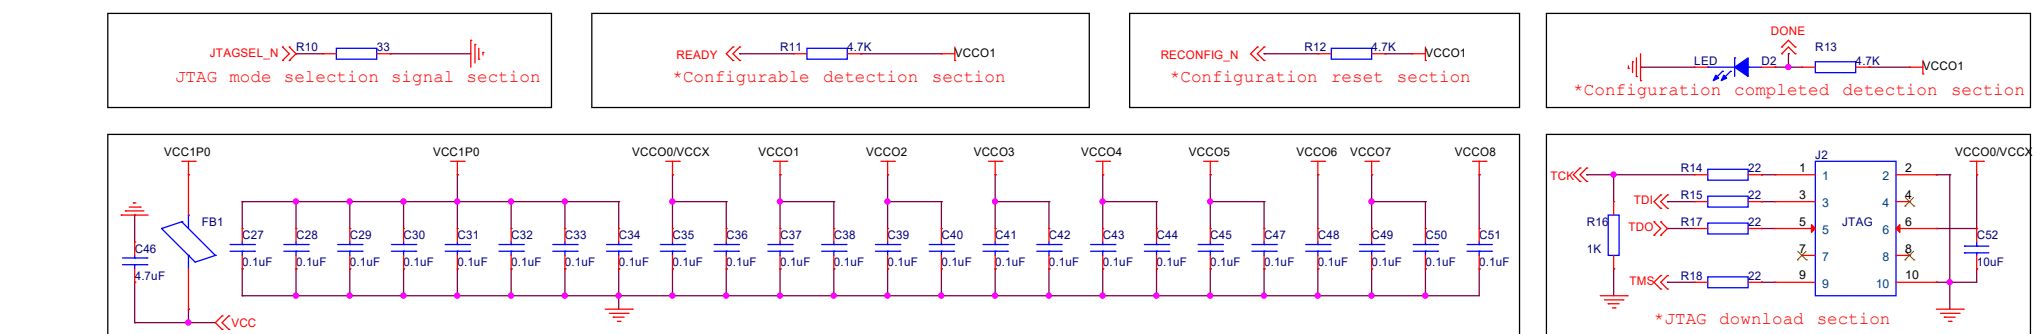 JTAGSEL_N R10 33
JTAG mode selection signal section
READY R11 4.7K VCCO1
*Configurable detection section
RECONFIG_N R12 4.7K VCCO1
*Configuration reset section
DONE
LED D2 R13 4.7K VCCO1
*Configuration completed detection section
VCC1P0 VCC1P0 VCCO0/VCCX VCCO1 VCCO2 VCCO3 VCCO4 VCCO5 VCCO6 VCCO7 VCCO8
FB1
C46 C27 C28 C29 C30 C31 C32 C33 C34 C35 C36 C37 C38 C39 C40 C41 C42 C43 C44 C45 C47 C48 C49 C50 C51
4.7uF 0.1uF 0.1uF 0.1uF 0.1uF 0.1uF 0.1uF 0.1uF 0.1uF 0.1uF 0.1uF 0.1uF 0.1uF 0.1uF 0.1uF 0.1uF 0.1uF 0.1uF 0.1uF 0.1uF 0.1uF 0.1uF 0.1uF 0.1uF 0.1uF
VCC
J2 VCCO0/VCCX
TCK R14 22 1 1 2 2
TDI R15 22 3 3 4 4
R16 TDO R17 22 5 5 JTAG 6 6 C52
1K 7 7 8 8 10uF
TMS R18 22 9 9 10 10
*JTAG download section